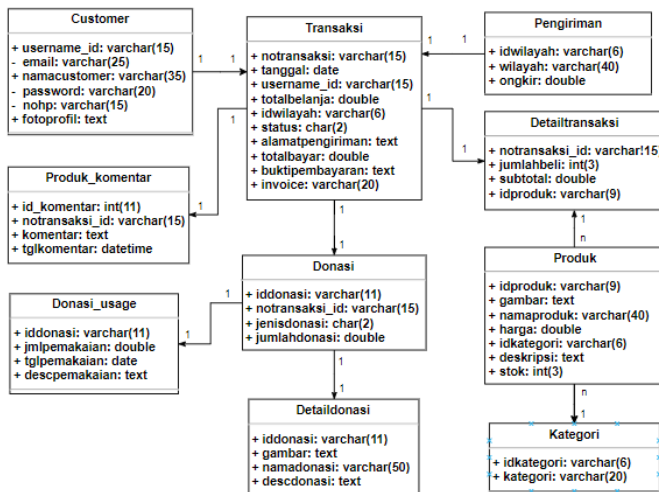 Customer
+ username_id: varchar(15)
- email: varchar(25)
+ namacustomer: varchar(35)
- password: varchar(20)
- nohp: varchar(15)
+ fotoprofil: text
1
1
Transaksi
+ notransaksi: varchar(15)
+ tanggal: date
+ username_id: varchar(15)
+ totalbelanja: double
+ idwilayah: varchar(6)
+ status: char(2)
+ alamatpengiriman: text
+ totalbayar: double
+ buktipembayaran: text
+ invoice: varchar(20)
1
1
Pengiriman
+ idwilayah: varchar(6)
+ wilayah: varchar(40)
+ ongkir: double
1
1
Detailtransaksi
+ notransaksi_id: varchar!15)
+ jumlahbeli: int(3)
+ subtotal: double
+ idproduk: varchar(9)
1
1
Produk_komentar
+ id_komentar: int(11)
+ notransaksi_id: varchar(15)
+ komentar: text
+ tglkomentar: datetime
1
1
Donasi
+ iddonasi: varchar(11)
+ notransaksi_id: varchar(15)
+ jenisdonasi: char(2)
+ jumlahdonasi: double
1
n
Produk
+ idproduk: varchar(9)
+ gambar: text
+ namaproduk: varchar(40)
+ harga: double
+ idkategori: varchar(6)
+ deskripsi: text
+ stok: int(3)
1
1
Donasi_usage
+ iddonasi: varchar(11)
+ jmlpemakaian: double
+ tglpemakaian: date
+ descpemakaian: text
1
1
Detaildonasi
+ iddonasi: varchar(11)
+ gambar: text
+ namadonasi: varchar(50)
+ descdonasi: text
n
1
Kategori
+ idkategori: varchar(6)
+ kategori: varchar(20)